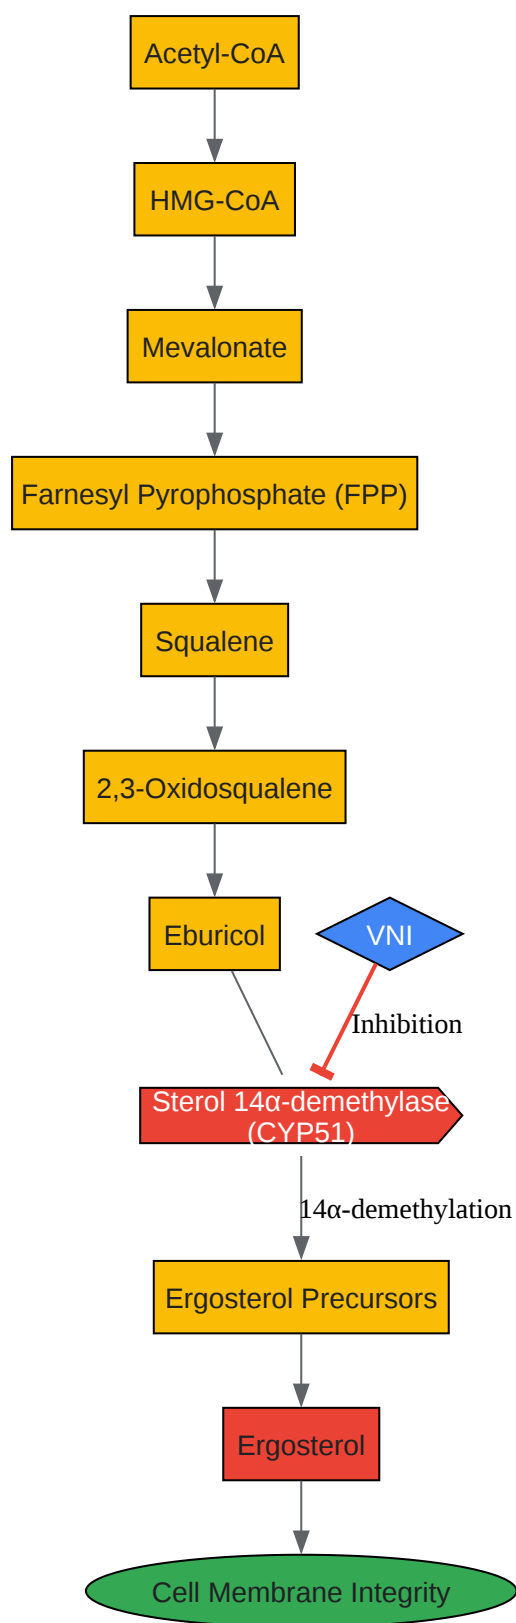 Acetyl-CoA
HMG-CoA
Mevalonate
Farnesyl Pyrophosphate (FPP)
Squalene
2,3-Oxidosqualene
Eburicol
VNI
Inhibition
Sterol 14α-demethylase
(CYP51)
14α-demethylation
Ergosterol Precursors
Ergosterol
Cell Membrane Integrity